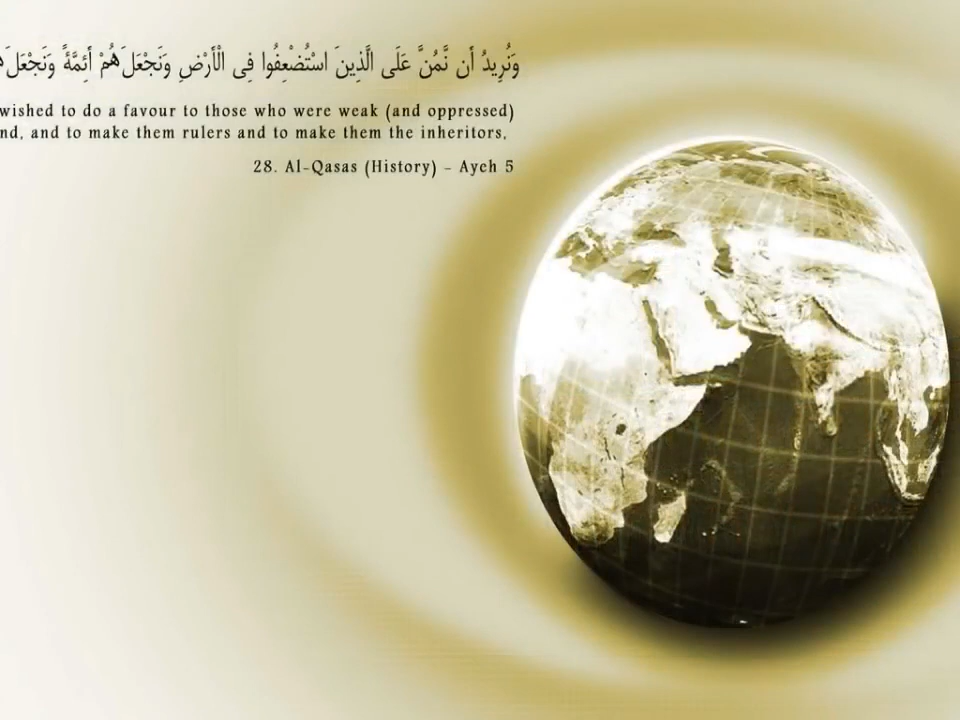 وَنُرِيدُ أَن نَّمُنَّ عَلَى الَّذِينَ اسْتُضْعِفُوا فِي الْأَرْضِ وَنَجْعَلَهُمْ أَئِمَّةً وَنَجْعَلَ
wished to do a favour to those who were weak (and oppressed)
nd, and to make them rulers and to make them the inheritors,
28. Al-Qasas (History) - Ayeh 5